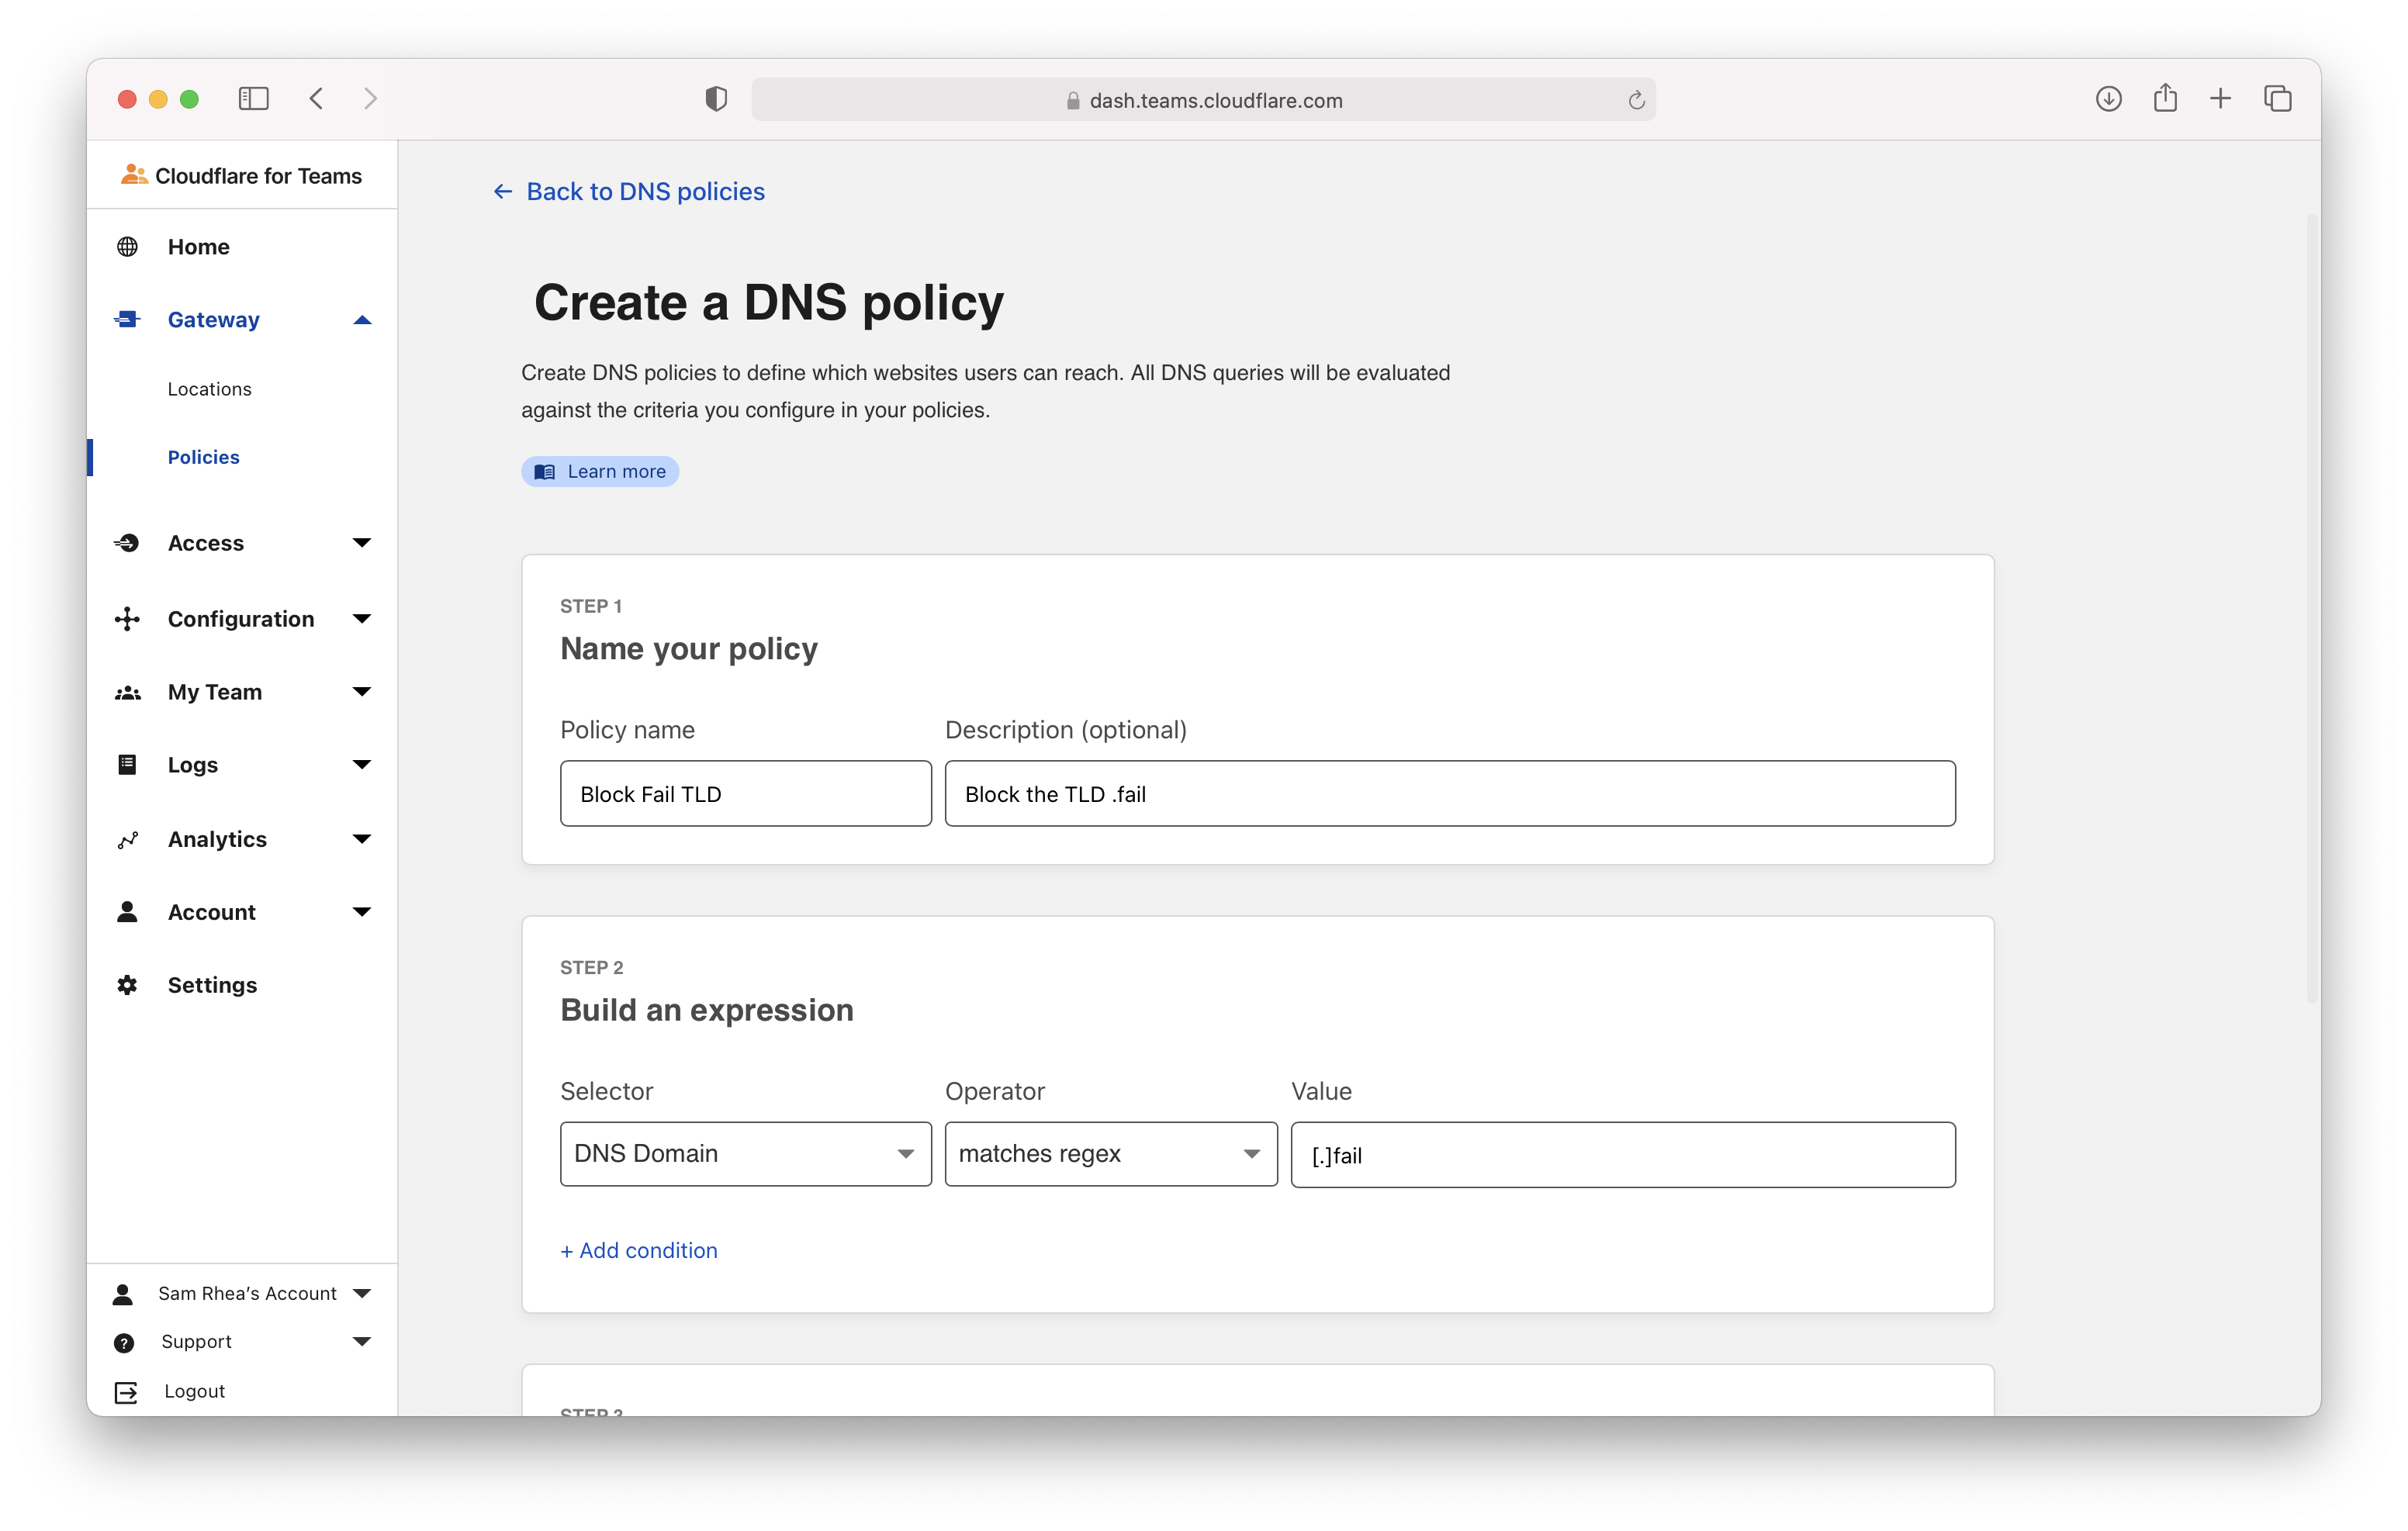 dash.teams.cloudflare.com
Cloudflare for Teams
Home
Gateway
Locations
Policies
Access
Configuration
My Team
Logs
Analytics
Account
Settings
Sam Rhea’s Account
Support
Logout
← Back to DNS policies
Create a DNS policy
Create DNS policies to define which websites users can reach. All DNS queries will be evaluated
against the criteria you configure in your policies.
Learn more
STEP 1
Name your policy
Policy name
Description (optional)
Block Fail TLD
Block the TLD .fail
STEP 2
Build an expression
Selector
Operator
Value
DNS Domain
matches regex
[.]fail
+ Add condition
STEP 3